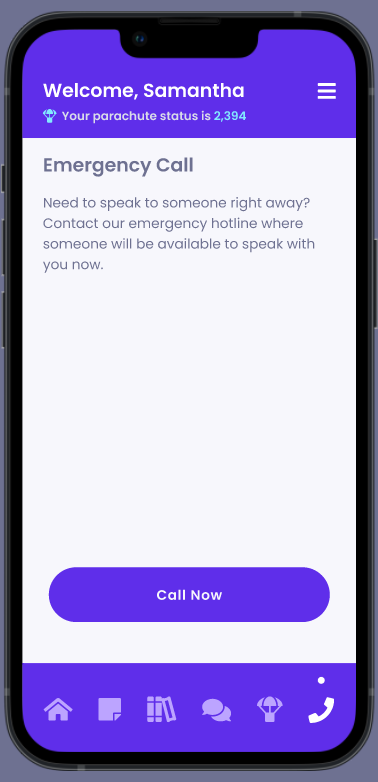 Welcome, Samantha
Your parachute status is 2,394
Emergency Call
Need to speak to someone right away?
Contact our emergency hotline where
someone will be available to speak with
you now.
Call Now